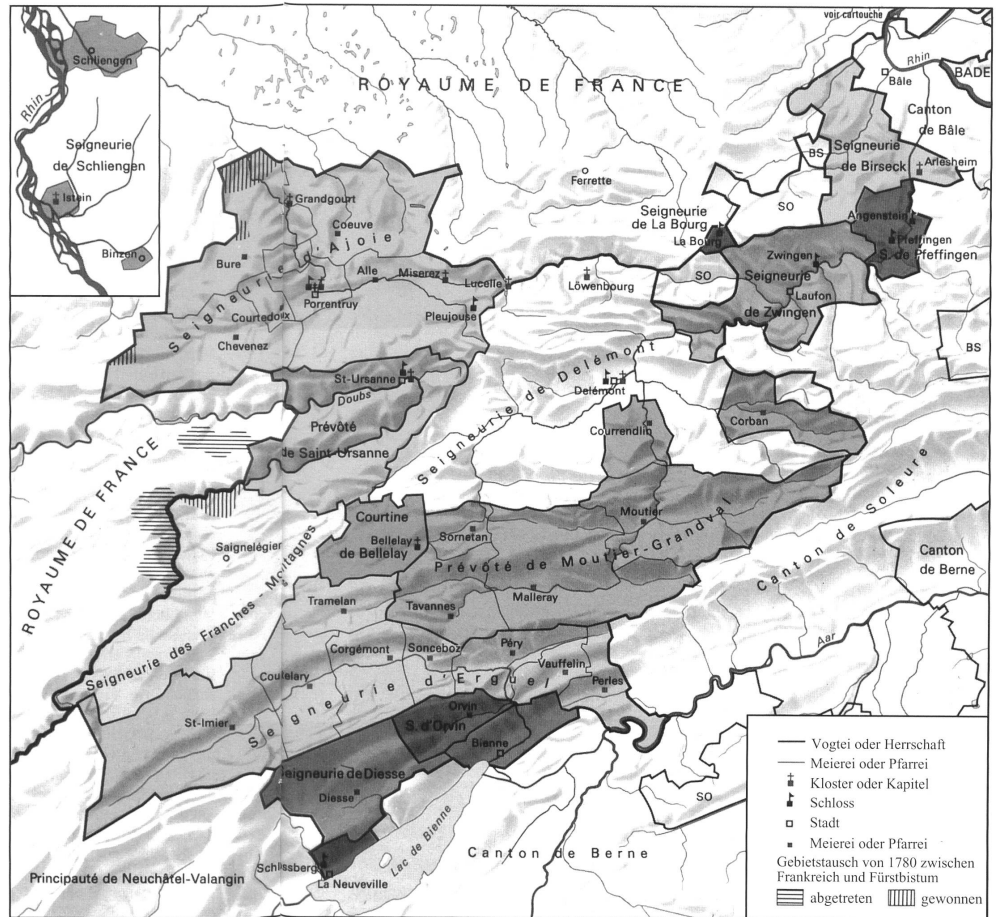 voir cartouche
Schliengen
Rhin
Seigneurie
de Schliengen
Istein
Binzen
ROYAUME DE FRANCE
Rhin
Bâle
BADE
Canton
de Bâle
BS
Seigneurie
de Birseck
Arlesheim
Ferrette
SO
Seigneurie
de La Bourg
La Bourg
Angenstein
Pfeffingen
S. de Pfeffingen
Grandgourt
Coeuve
Seigneurie d'Ajoie
Bure
Alle
Miserez
Lucelle
Porrentruy
Courtedoux
Pleujouse
Chevenez
Löwenbourg
SO
Zwingen
Seigneurie
de Zwingen
Laufon
BS
St-Ursanne
Doubs
Prévôté
de Saint-Ursanne
Seigneurie de Delémont
Delémont
Courrendlin
Corban
ROYAUME DE FRANCE
Saignelégier
Seigneurie des Franches-Montagnes
Courtine
de Bellelay
Bellelay
Sornetan
Moutier
Prévôté de Moutier-Grandval
Malleray
Tavannes
Tramelan
Canton de Soleure
Canton
de Berne
Aar
Corgémont
Sonceboz
Péry
Vauffelin
Perles
Coulelary
St-Imier
Seigneurie d'Erguel
Orvin
S. d'Orvin
Bienne
Seigneurie de Diesse
Diesse
Schlossberg
La Neuveville
Lac de Bienne
Canton de Berne
SO
Principauté de Neuchâtel-Valangin
Vogtei oder Herrschaft
Meierei oder Pfarrei
Kloster oder Kapitel
Schloss
Stadt
Meierei oder Pfarrei
Gebietstausch von 1780 zwischen
Frankreich und Fürstbistum
abgetreten gewonnen